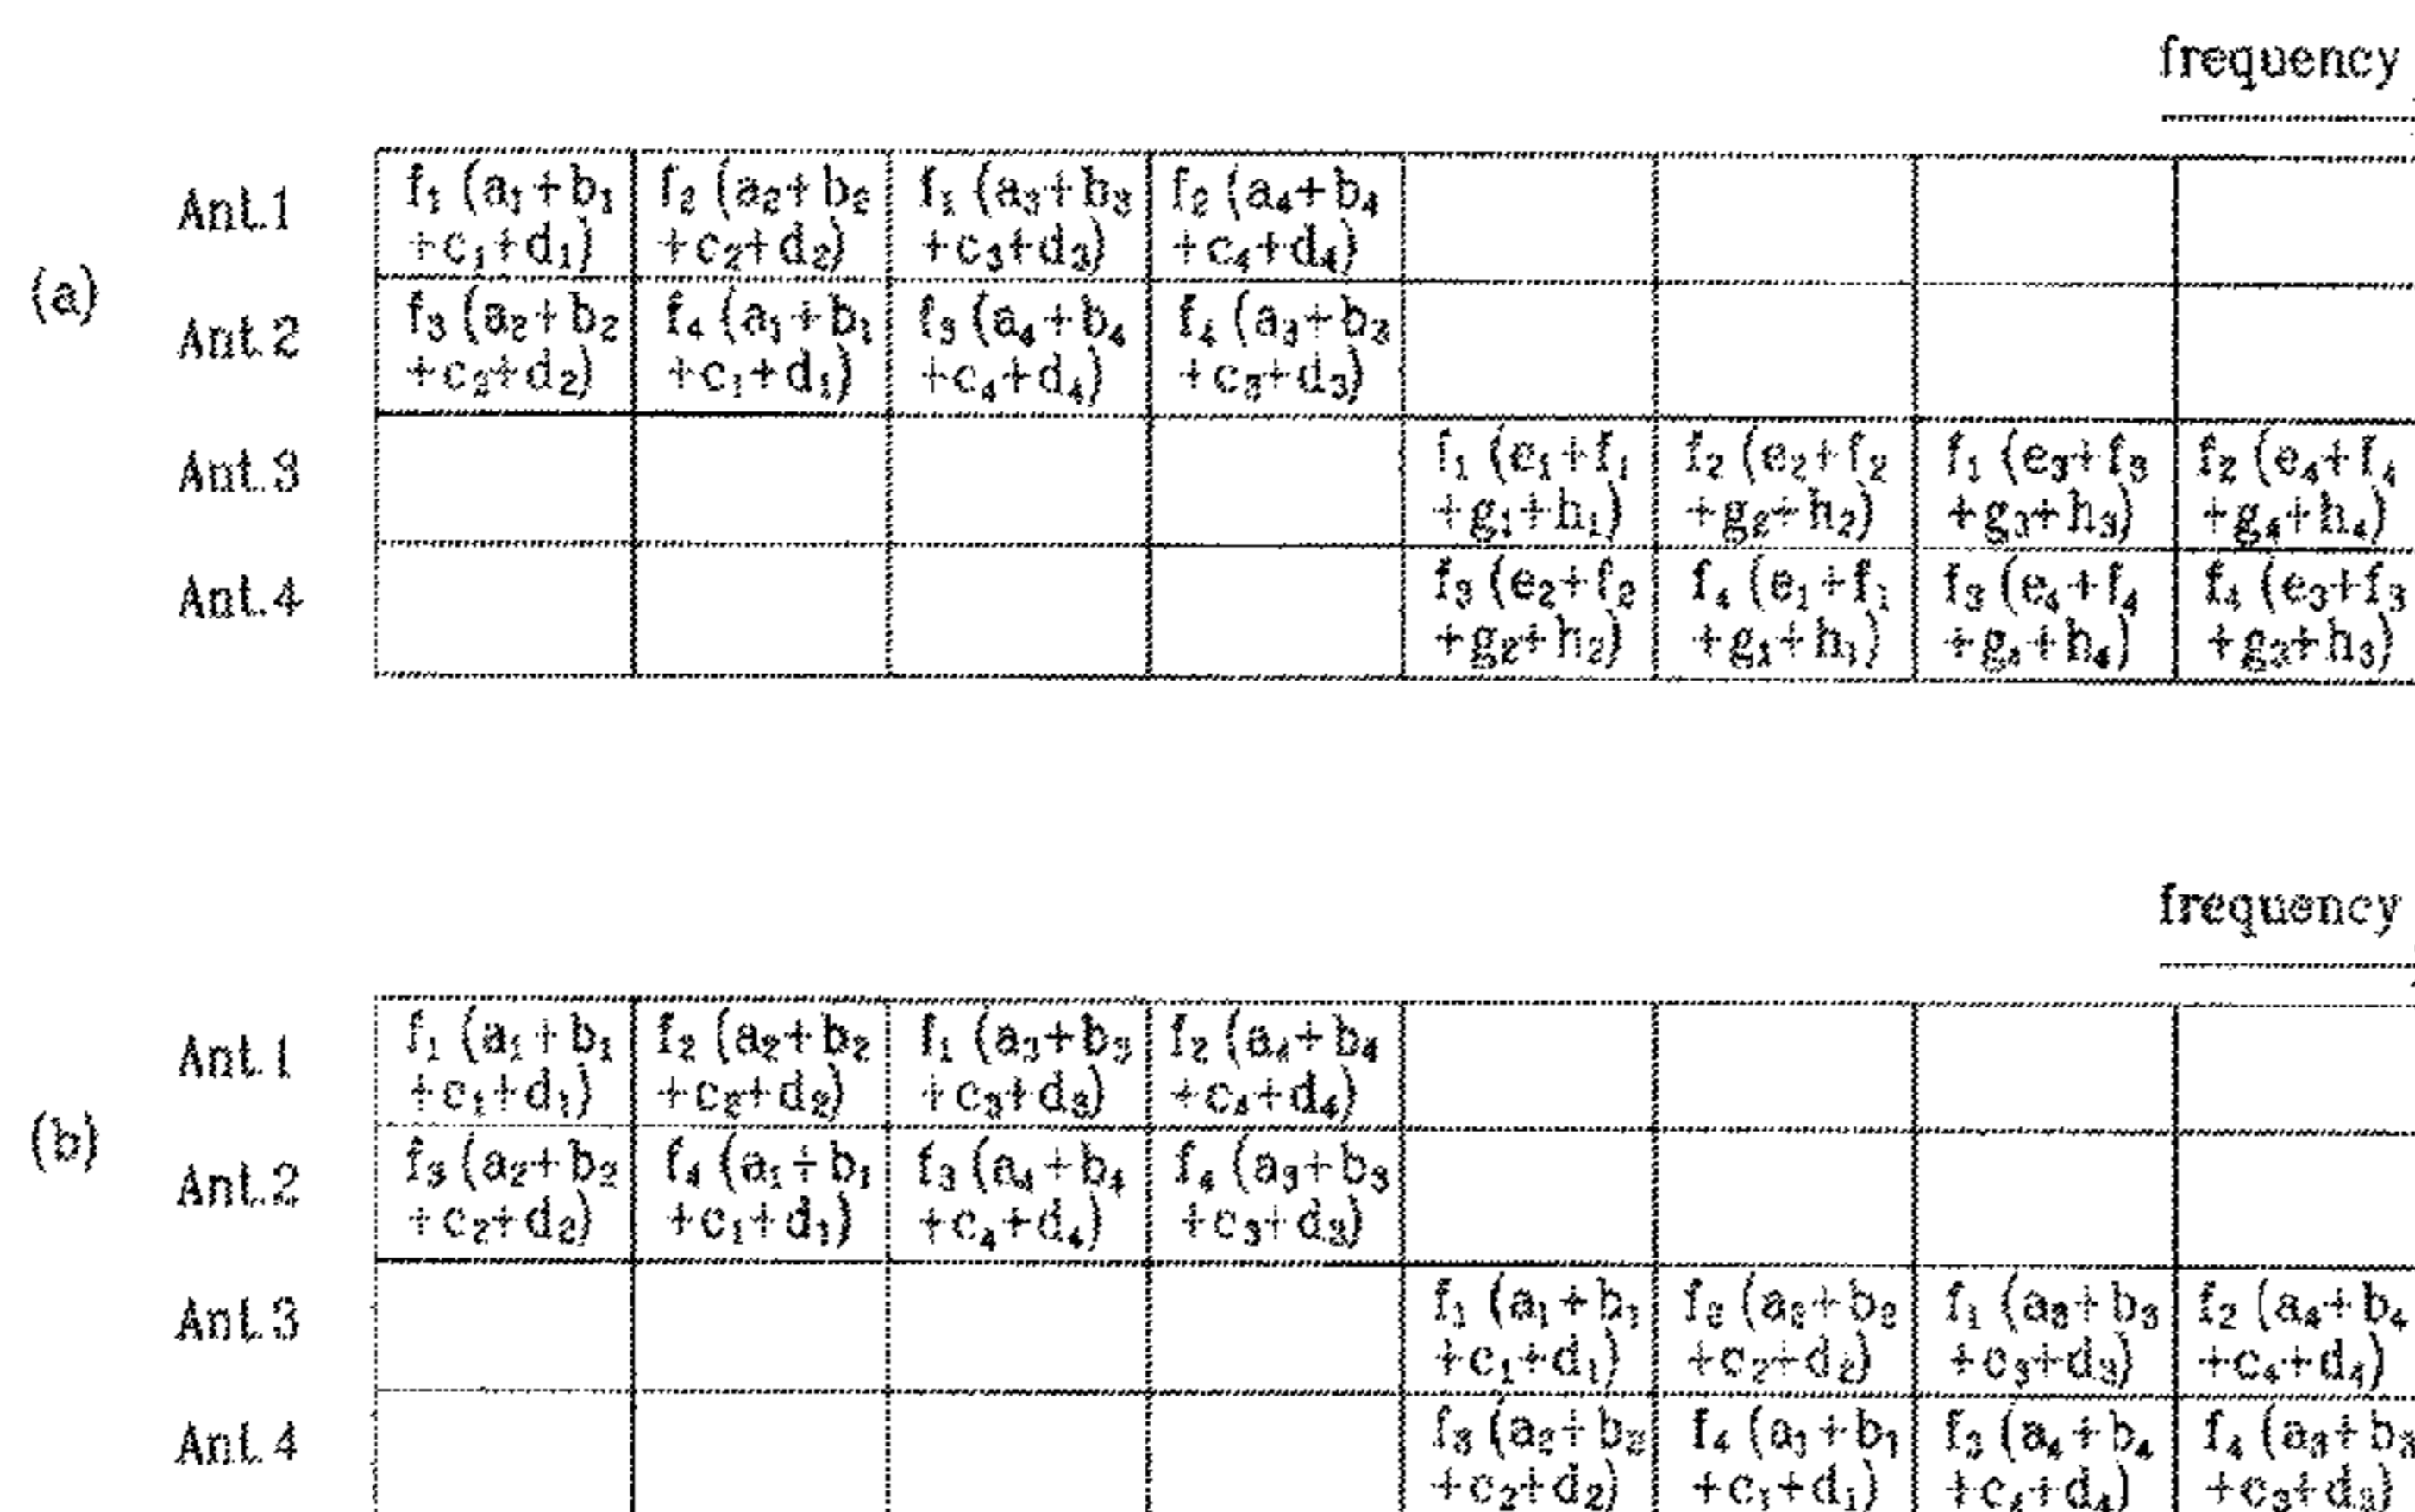 frequency
(a)
Ant.1
f₁ (a₁+b₁ f₂ (a₂+b₂ f₁ (a₃+b₃ f₂ (a₄+b₄
+c₁+d₁) +c₂+d₂) +c₃+d₃) +c₄+d₄)
Ant.2
f₃ (a₂+b₂ f₄ (a₁+b₁ f₃ (a₄+b₄ f₄ (a₃+b₃
+c₂+d₂) +c₁+d₁) +c₄+d₄) +c₃+d₃)
Ant.3
f₁ (e₁+f₁ f₂ (e₂+f₂ f₁ (e₃+f₃ f₂ (e₄+f₄
+g₁+h₁) +g₂+h₂) +g₃+h₃) +g₄+h₄)
Ant.4
f₃ (e₂+f₂ f₄ (e₁+f₁ f₃ (e₄+f₄ f₄ (e₃+f₃
+g₂+h₂) +g₁+h₁) +g₄+h₄) +g₃+h₃)
frequency
(b)
Ant.1
f₁ (a₁+b₁ f₂ (a₂+b₂ f₁ (a₃+b₃ f₂ (a₄+b₄
+c₁+d₁) +c₂+d₂) +c₃+d₃) +c₄+d₄)
Ant.2
f₃ (a₂+b₂ f₄ (a₁+b₁ f₃ (a₄+b₄ f₄ (a₃+b₃
+c₂+d₂) +c₁+d₁) +c₄+d₄) +c₃+d₃)
Ant.3
f₁ (a₁+b₁ f₂ (a₂+b₂ f₁ (a₃+b₃ f₂ (a₄+b₄
+c₁+d₁) +c₂+d₂) +c₃+d₃) +c₄+d₄)
Ant.4
f₃ (a₂+b₂ f₄ (a₁+b₁ f₃ (a₄+b₄ f₄ (a₃+b₃
+c₂+d₂) +c₁+d₁) +c₄+d₄) +c₃+d₃)